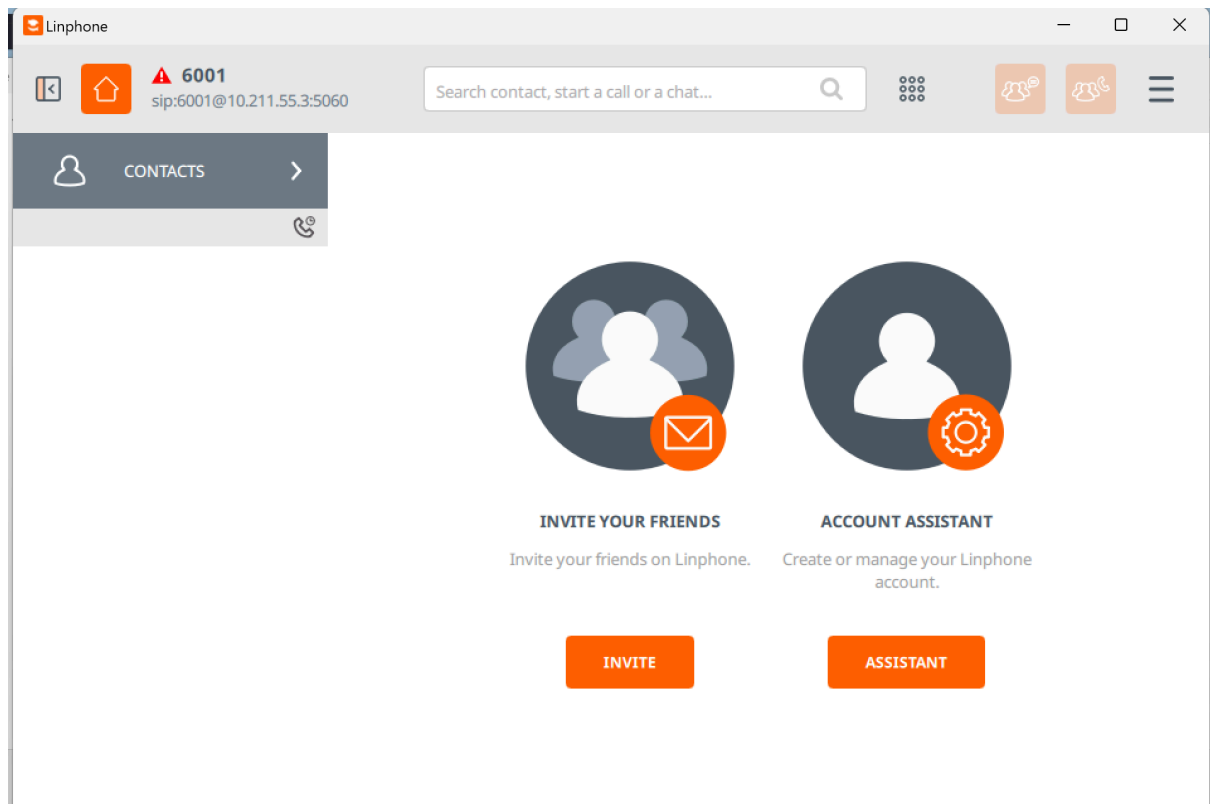 Linphone
6001
sip:6001@10.211.55.3:5060
Search contact, start a call or a chat...
CONTACTS
INVITE YOUR FRIENDS
Invite your friends on Linphone.
INVITE
ACCOUNT ASSISTANT
Create or manage your Linphone
account.
ASSISTANT